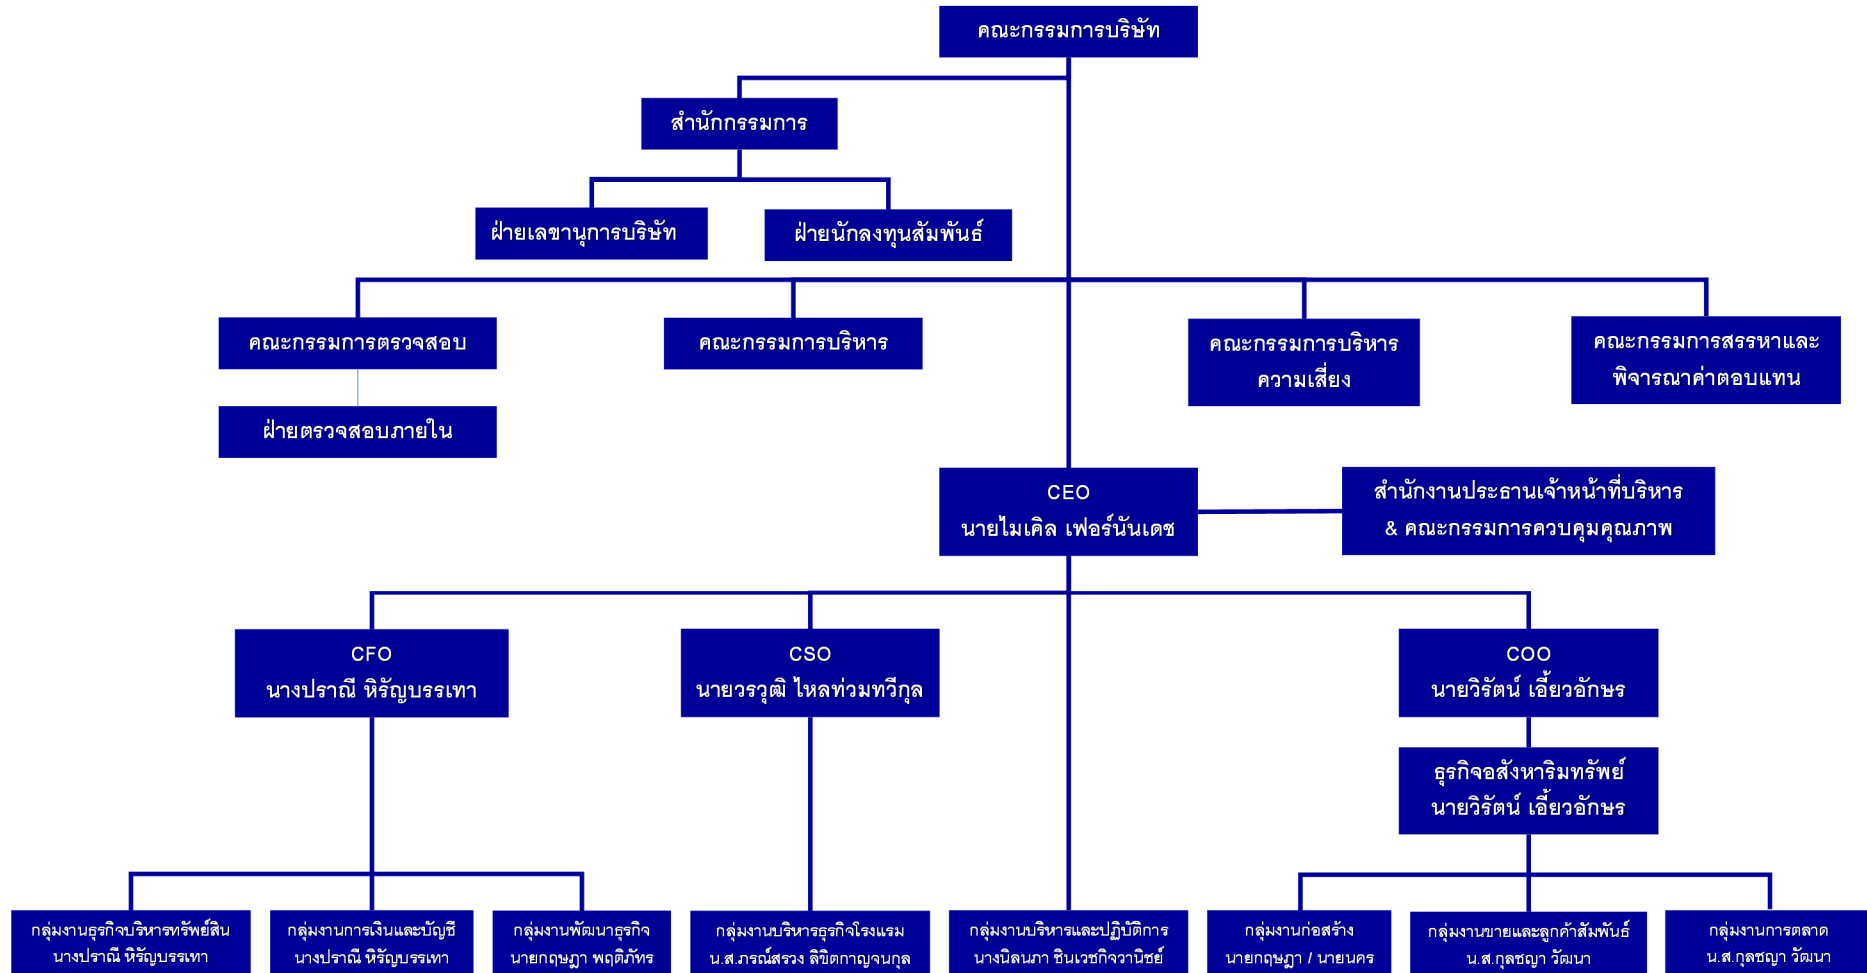 คณะกรรมการบริษัท
สำนักกรรมการ
ฝ่ายเลขานุการบริษัท
ฝ่ายนักลงทุนสัมพันธ์
คณะกรรมการตรวจสอบ
คณะกรรมการบริหาร
คณะกรรมการบริหาร
ความเสี่ยง
คณะกรรมการสรรหาและ
พิจารณาค่าตอบแทน
ฝ่ายตรวจสอบภายใน
CEO
นายไมเคิล เฟอร์นันเดซ
สำนักงานประธานเจ้าหน้าที่บริหาร
& คณะกรรมการควบคุมคุณภาพ
CFO
นางปราณี หิรัญบรรเทา
CSO
นายวรวุฒิ ไหลท่วมทวีกุล
COO
นายวิรัตน์ เอี้ยวอักษร
ธุรกิจอสังหาริมทรัพย์
นายวิรัตน์ เอี้ยวอักษร
กลุ่มงานธุรกิจบริหารทรัพย์สิน
นางปราณี หิรัญบรรเทา
กลุ่มงานการเงินและบัญชี
นางปราณี หิรัญบรรเทา
กลุ่มงานพัฒนาธุรกิจ
นายกฤษฎา พฤติภัทร
กลุ่มงานบริหารธุรกิจโรงแรม
น.ส.ภรณ์สรวง ลิขิตกาญจนกุล
กลุ่มงานบริหารและปฏิบัติการ
นางนิลนภา ชินเวชกิจวานิชย์
กลุ่มงานก่อสร้าง
นายกฤษฎา / นายนคร
กลุ่มงานขายและลูกค้าสัมพันธ์
น.ส.กุลชญา วัฒนา
กลุ่มงานการตลาด
น.ส.กุลชญา วัฒนา